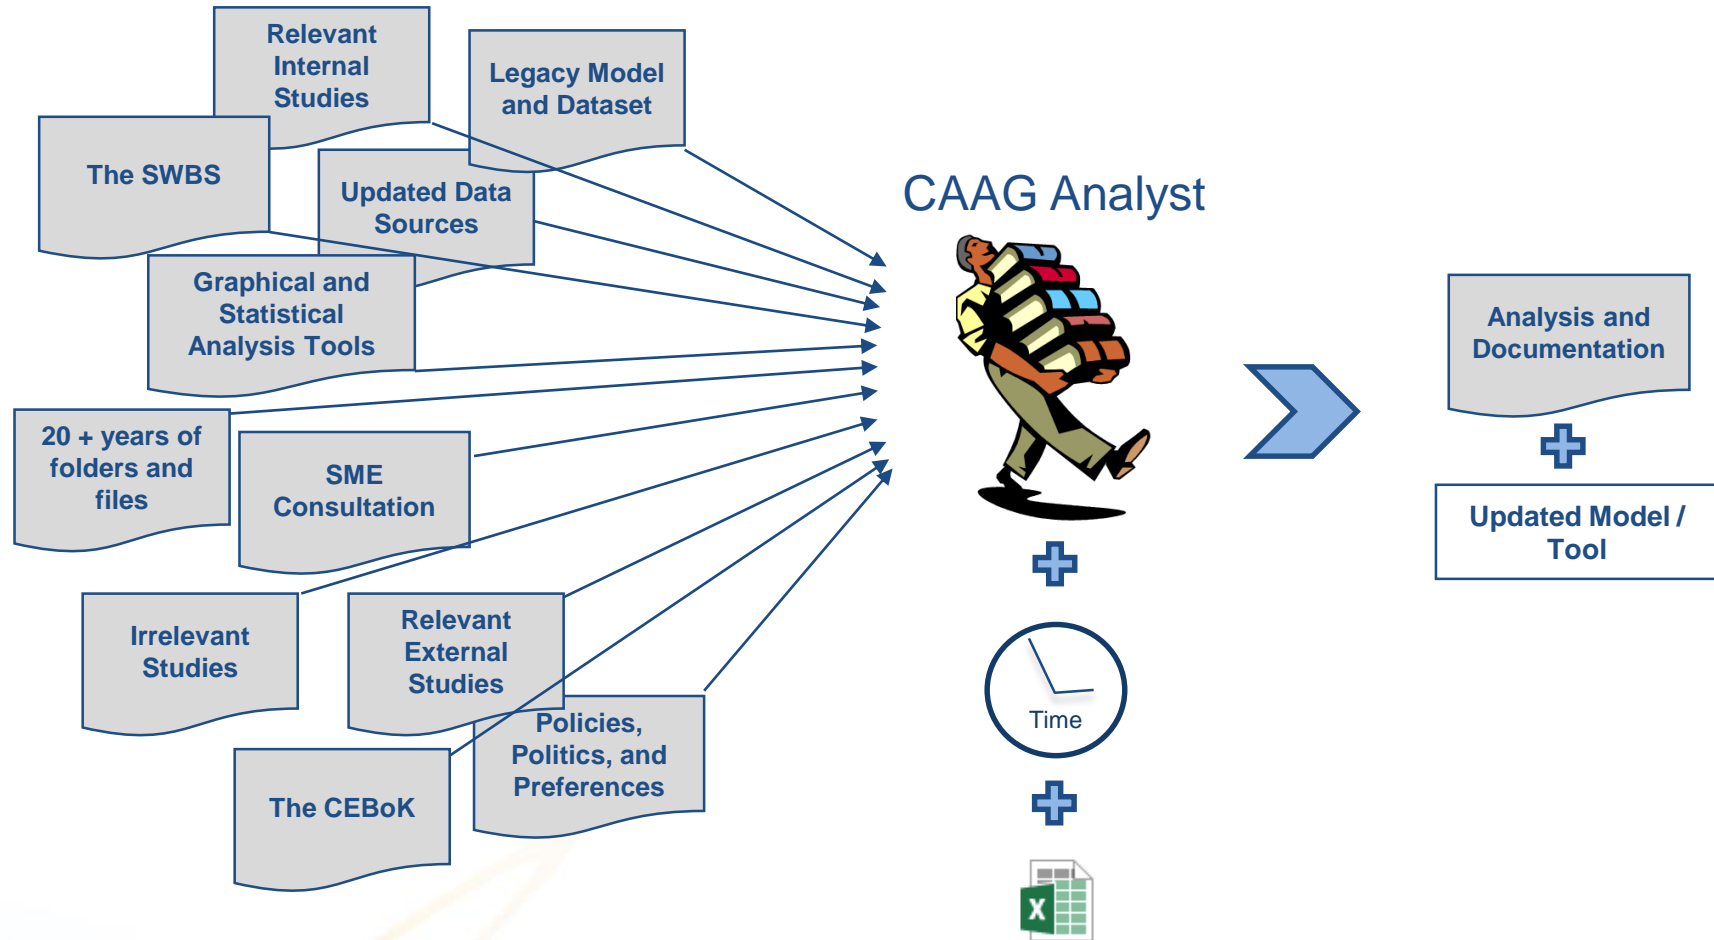 Relevant
Internal
Studies
Legacy Model
and Dataset
The SWBS
Updated Data
Sources
Graphical and
Statistical
Analysis Tools
20 + years of
folders and
files
SME
Consultation
Irrelevant
Studies
Relevant
External
Studies
Policies,
Politics, and
Preferences
The CEBoK
CAAG Analyst
Time
X
Analysis and
Documentation
Updated Model /
Tool